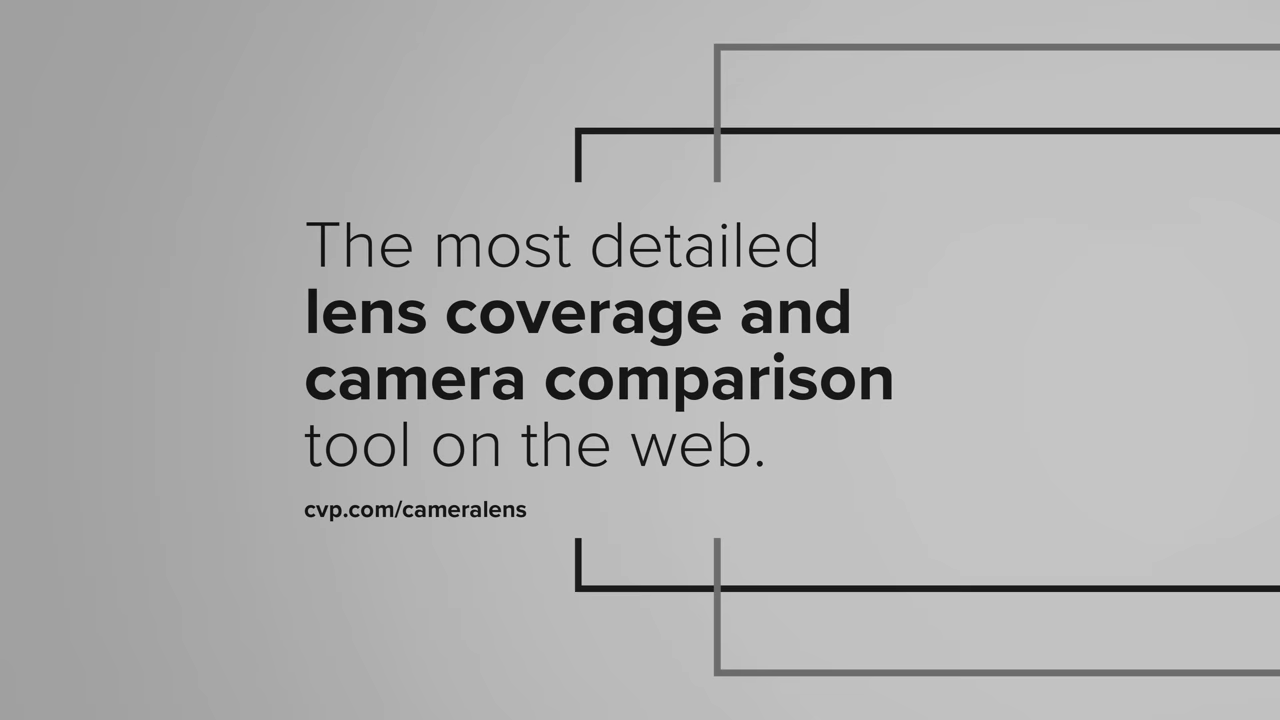 The most detailed
lens coverage and
camera comparison
tool on the web.
cvp.com/cameralens